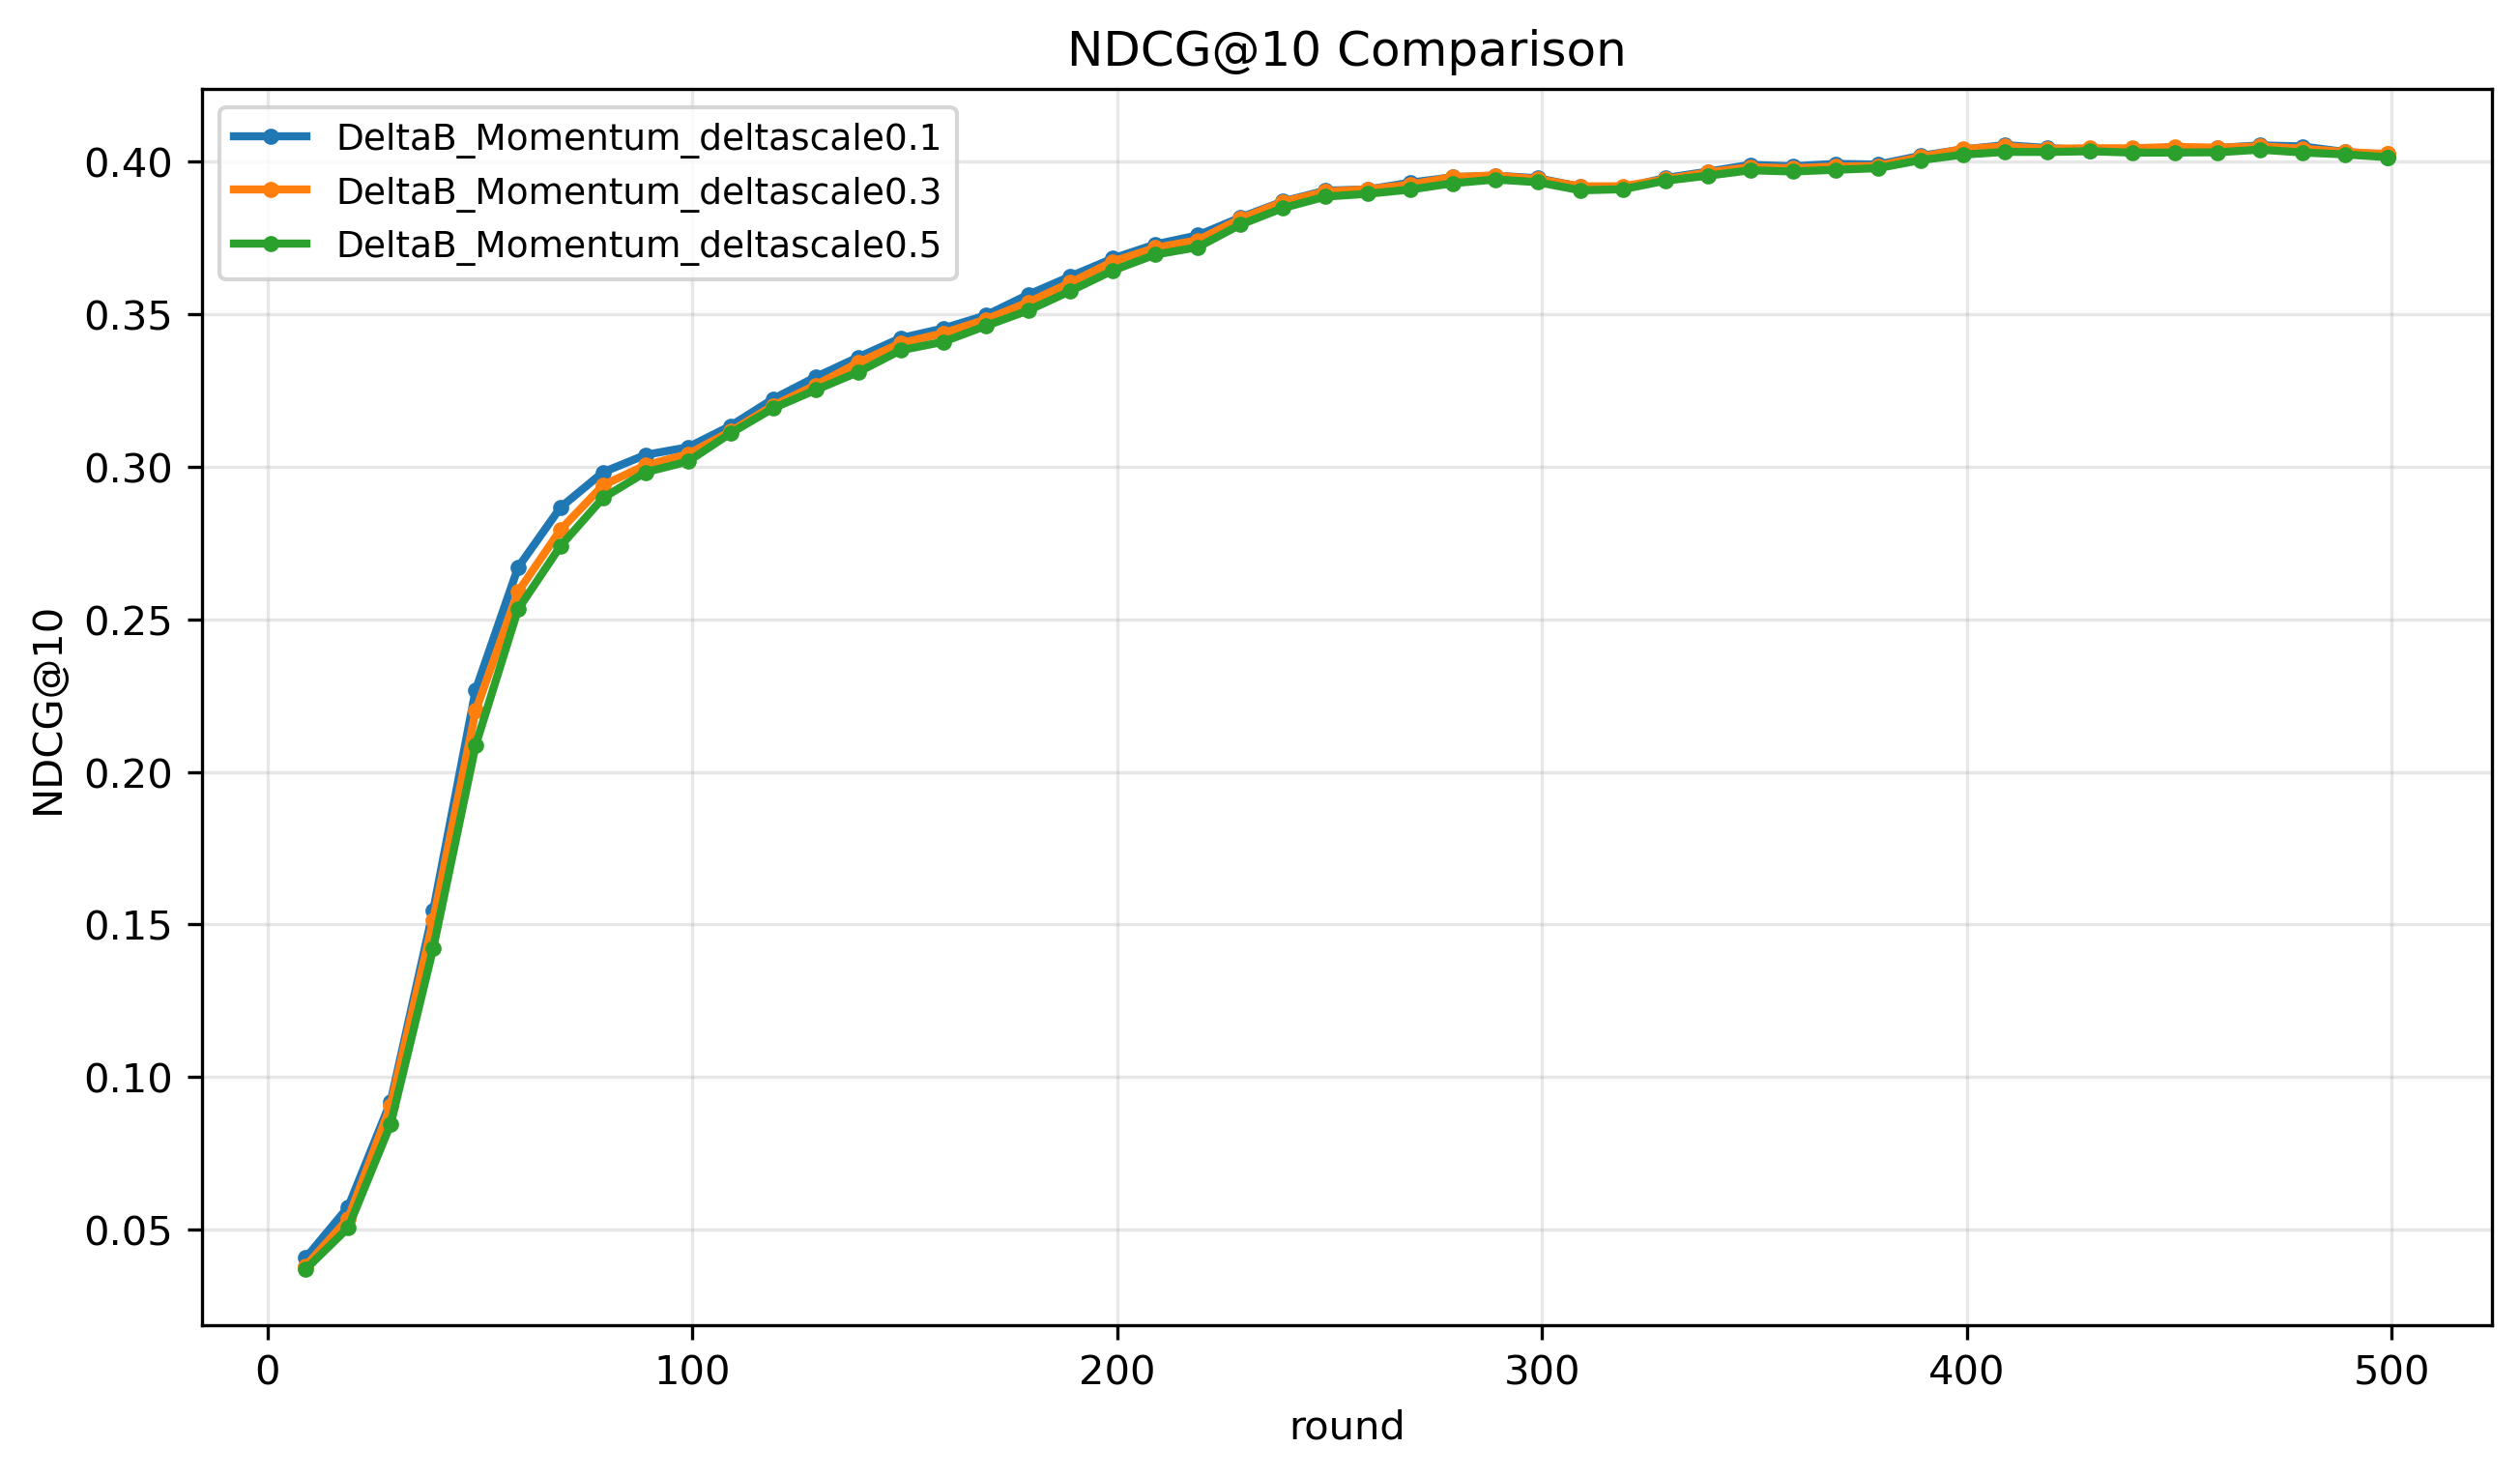 NDCG@10 Comparison
DeltaB_Momentum_deltascale0.1
DeltaB_Momentum_deltascale0.3
DeltaB_Momentum_deltascale0.5
NDCG@10
0.40
0.35
0.30
0.25
0.20
0.15
0.10
0.05
0 100 200 300 400 500
round